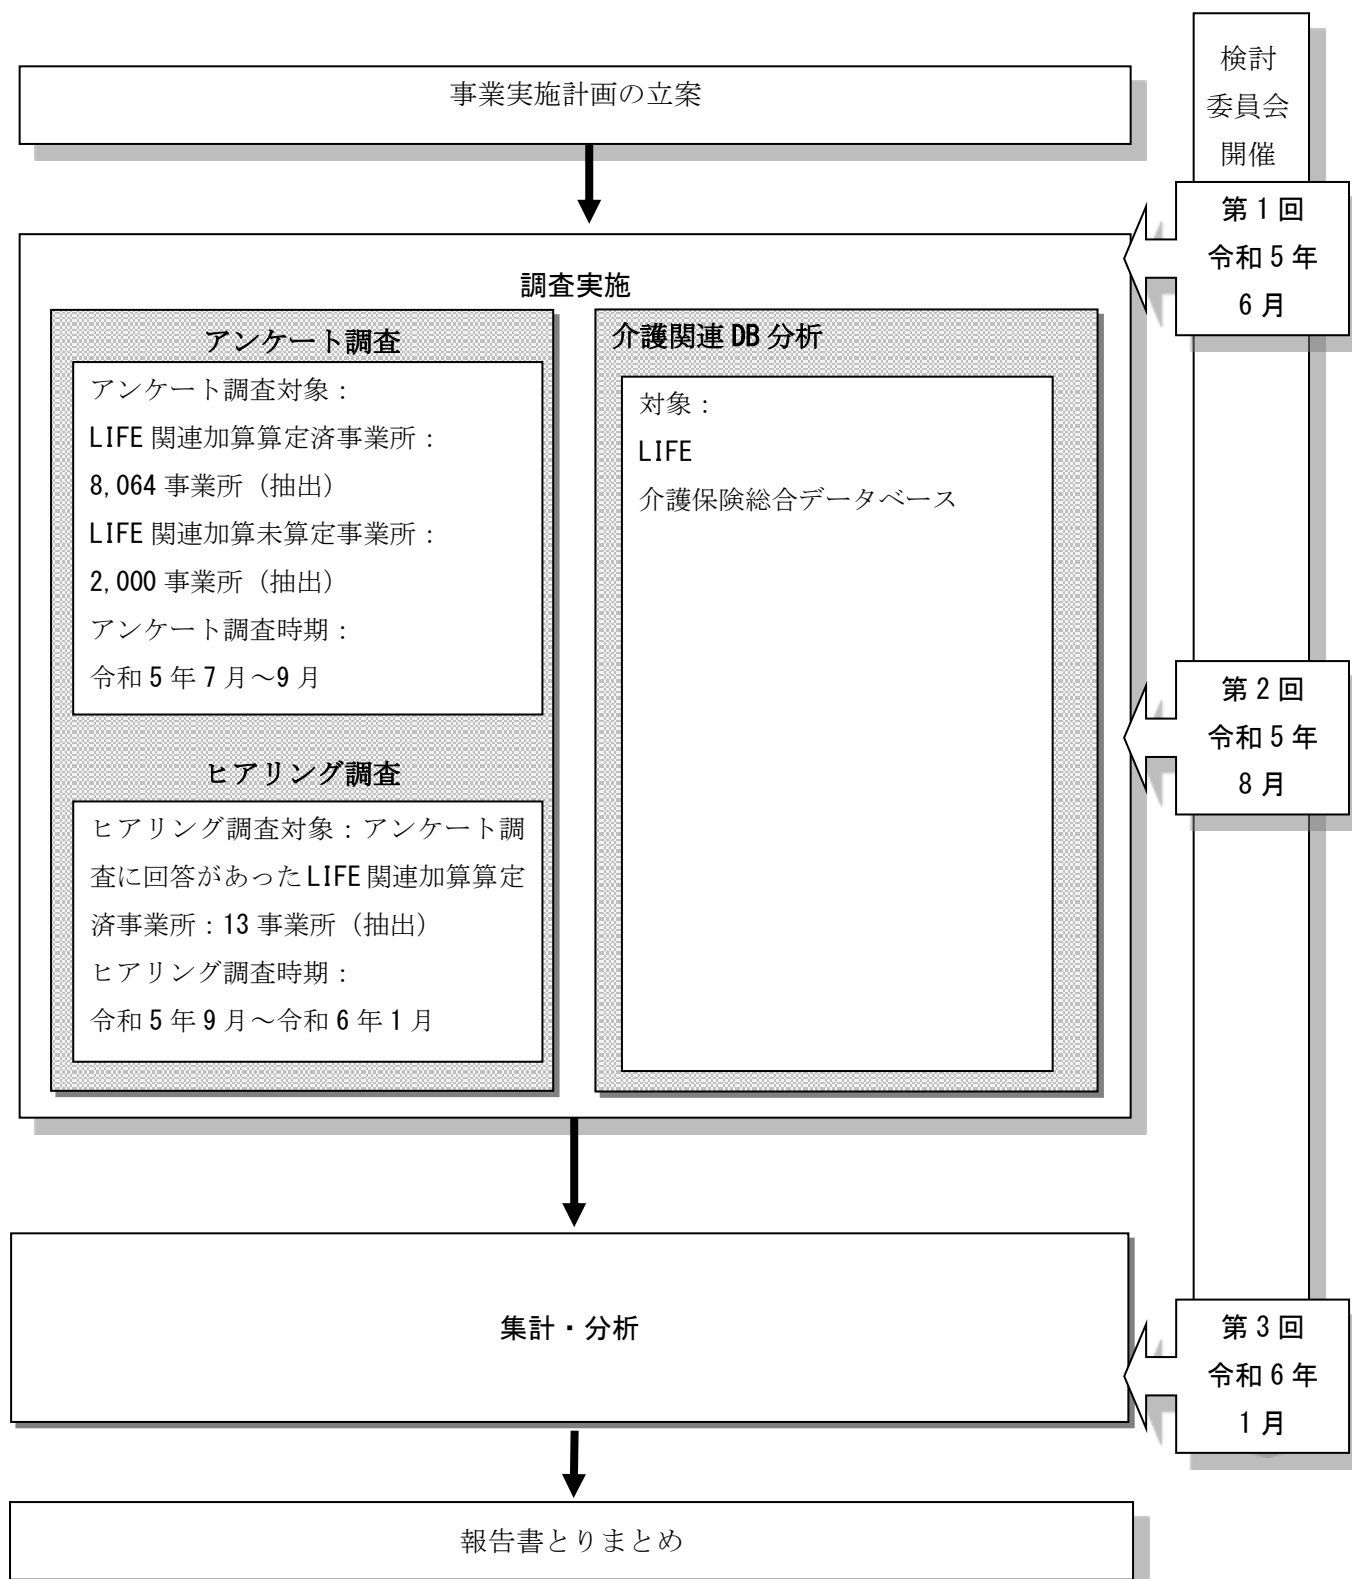 検討
委員会
開催
事業実施計画の立案
第1回
令和5年
6月
調査実施
アンケート調査
アンケート調査対象：
LIFE関連加算算定済事業所：
8,064事業所（抽出）
LIFE関連加算未算定事業所：
2,000事業所（抽出）
アンケート調査時期：
令和5年7月～9月
ヒアリング調査
ヒアリング調査対象：アンケート調
査に回答があったLIFE関連加算算定
済事業所：13事業所（抽出）
ヒアリング調査時期：
令和5年9月～令和6年1月
介護関連DB分析
対象：
LIFE
介護保険総合データベース
第2回
令和5年
8月
集計・分析
第3回
令和6年
1月
報告書とりまとめ